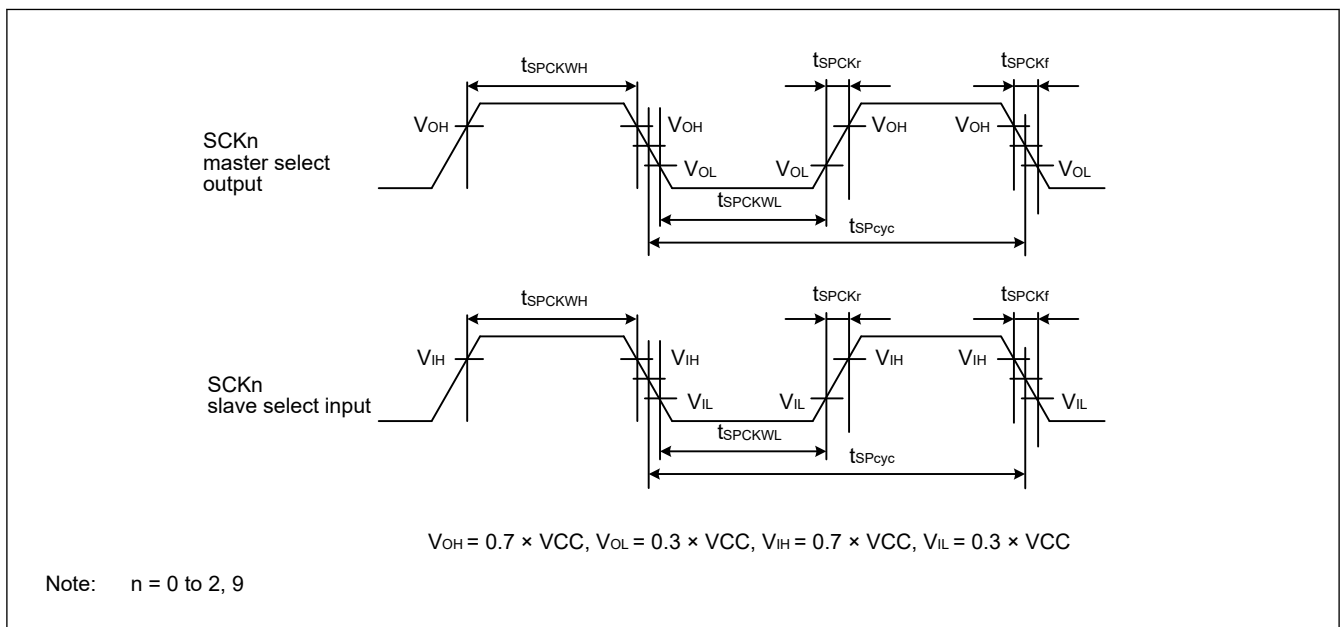 tSPCKWH
tSPCKr
tSPCKf
SCKn
master select
output
VOH
VOH
VOL
VOL
VOH
VOH
VOL
tSPCKWL
tSPcyc
tSPCKWH
tSPCKr
tSPCKf
SCKn
slave select input
VIH
VIH
VIL
VIL
VIH
VIH
VIL
tSPCKWL
tSPcyc
VOH = 0.7 × VCC, VOL = 0.3 × VCC, VIH = 0.7 × VCC, VIL = 0.3 × VCC
Note: n = 0 to 2, 9